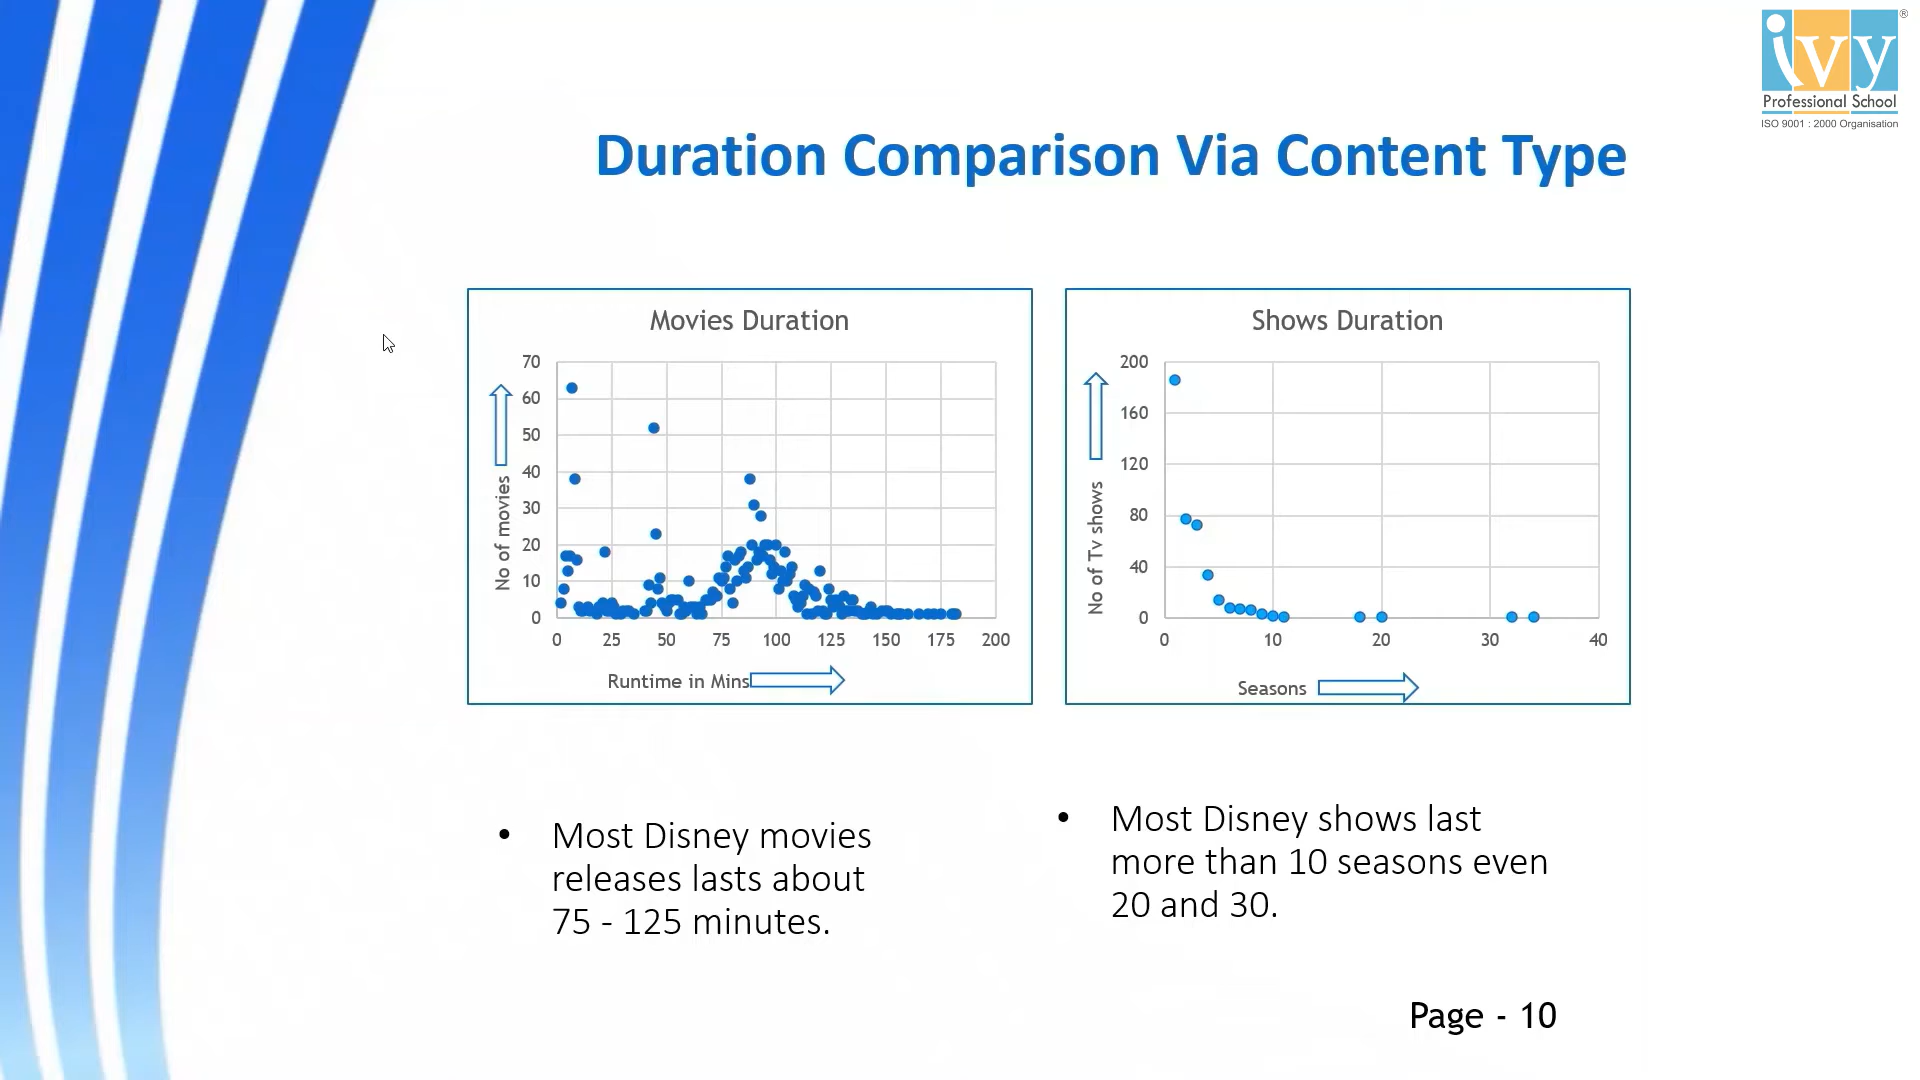 ivy
®
Professional School
ISO 9001 : 2000 Organisation
Duration Comparison Via Content Type
Movies Duration
70
60
50
40
30
20
10
0
No of movies
0 25 50 75 100 125 150 175 200
Runtime in Mins
Shows Duration
200
160
120
80
40
0
No of Tv shows
0 10 20 30 40
Seasons
• Most Disney movies
releases lasts about
75 - 125 minutes.
• Most Disney shows last
more than 10 seasons even
20 and 30.
Page - 10